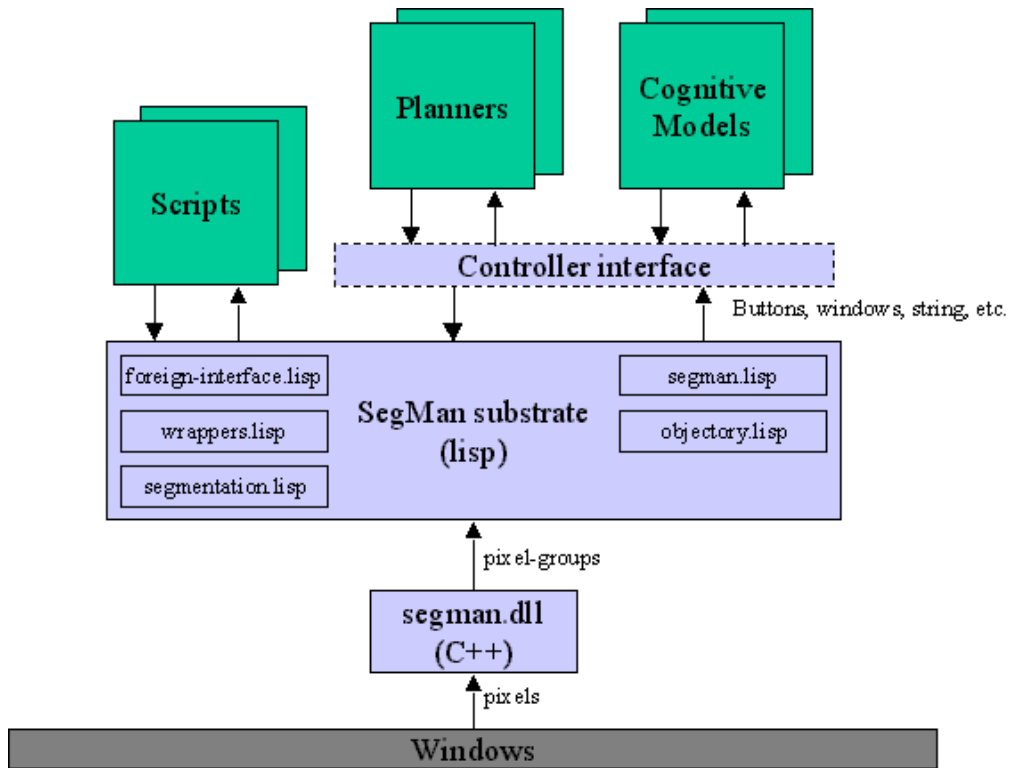 Planners
Cognitive
Models
Scripts
Controller interface
Buttons, windows, string, etc.
foreign-interface.lisp
wrappers.lisp
segmentation.lisp
SegMan substrate
(lisp)
segman.lisp
objectory.lisp
pixel-groups
segman.dll
(C++)
pixels
Windows